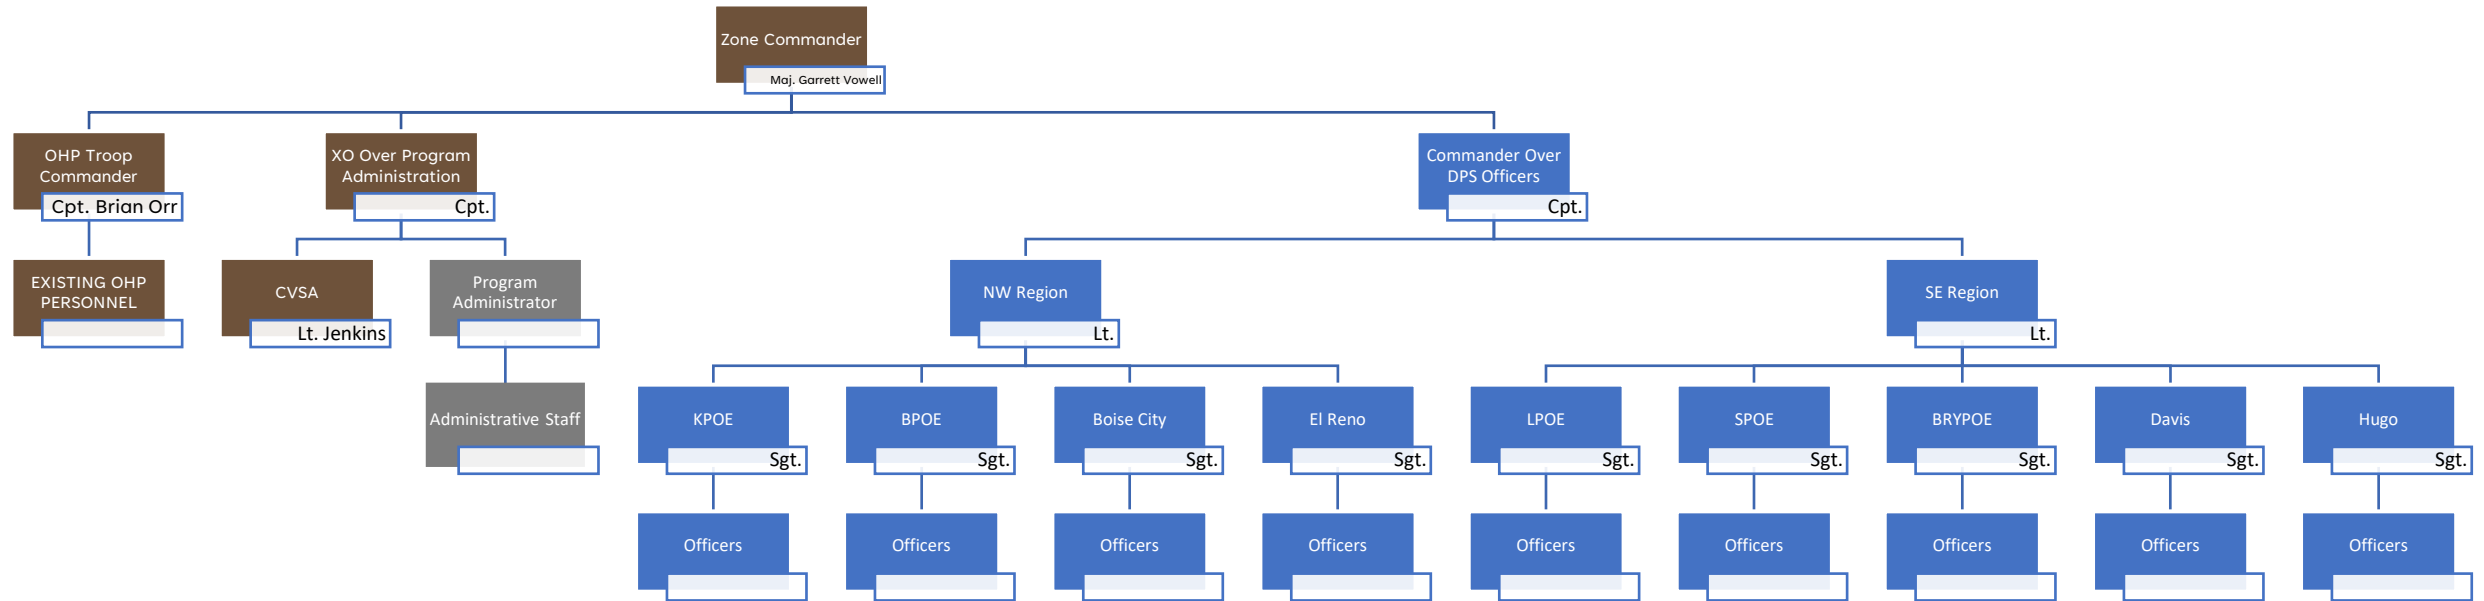 Zone Commander
Maj. Garrett Vowell
OHP Troop
Commander
Cpt. Brian Orr
XO Over Program
Administration
Cpt.
Commander Over
DPS Officers
Cpt.
EXISTING OHP
PERSONNEL
CVSA
Lt. Jenkins
Program
Administrator
NW Region
Lt.
SE Region
Lt.
Administrative Staff
KPOE
Sgt.
BPOE
Sgt.
Boise City
Sgt.
El Reno
Sgt.
LPOE
Sgt.
SPOE
Sgt.
BRYPOE
Sgt.
Davis
Sgt.
Hugo
Sgt.
Officers
Officers
Officers
Officers
Officers
Officers
Officers
Officers
Officers